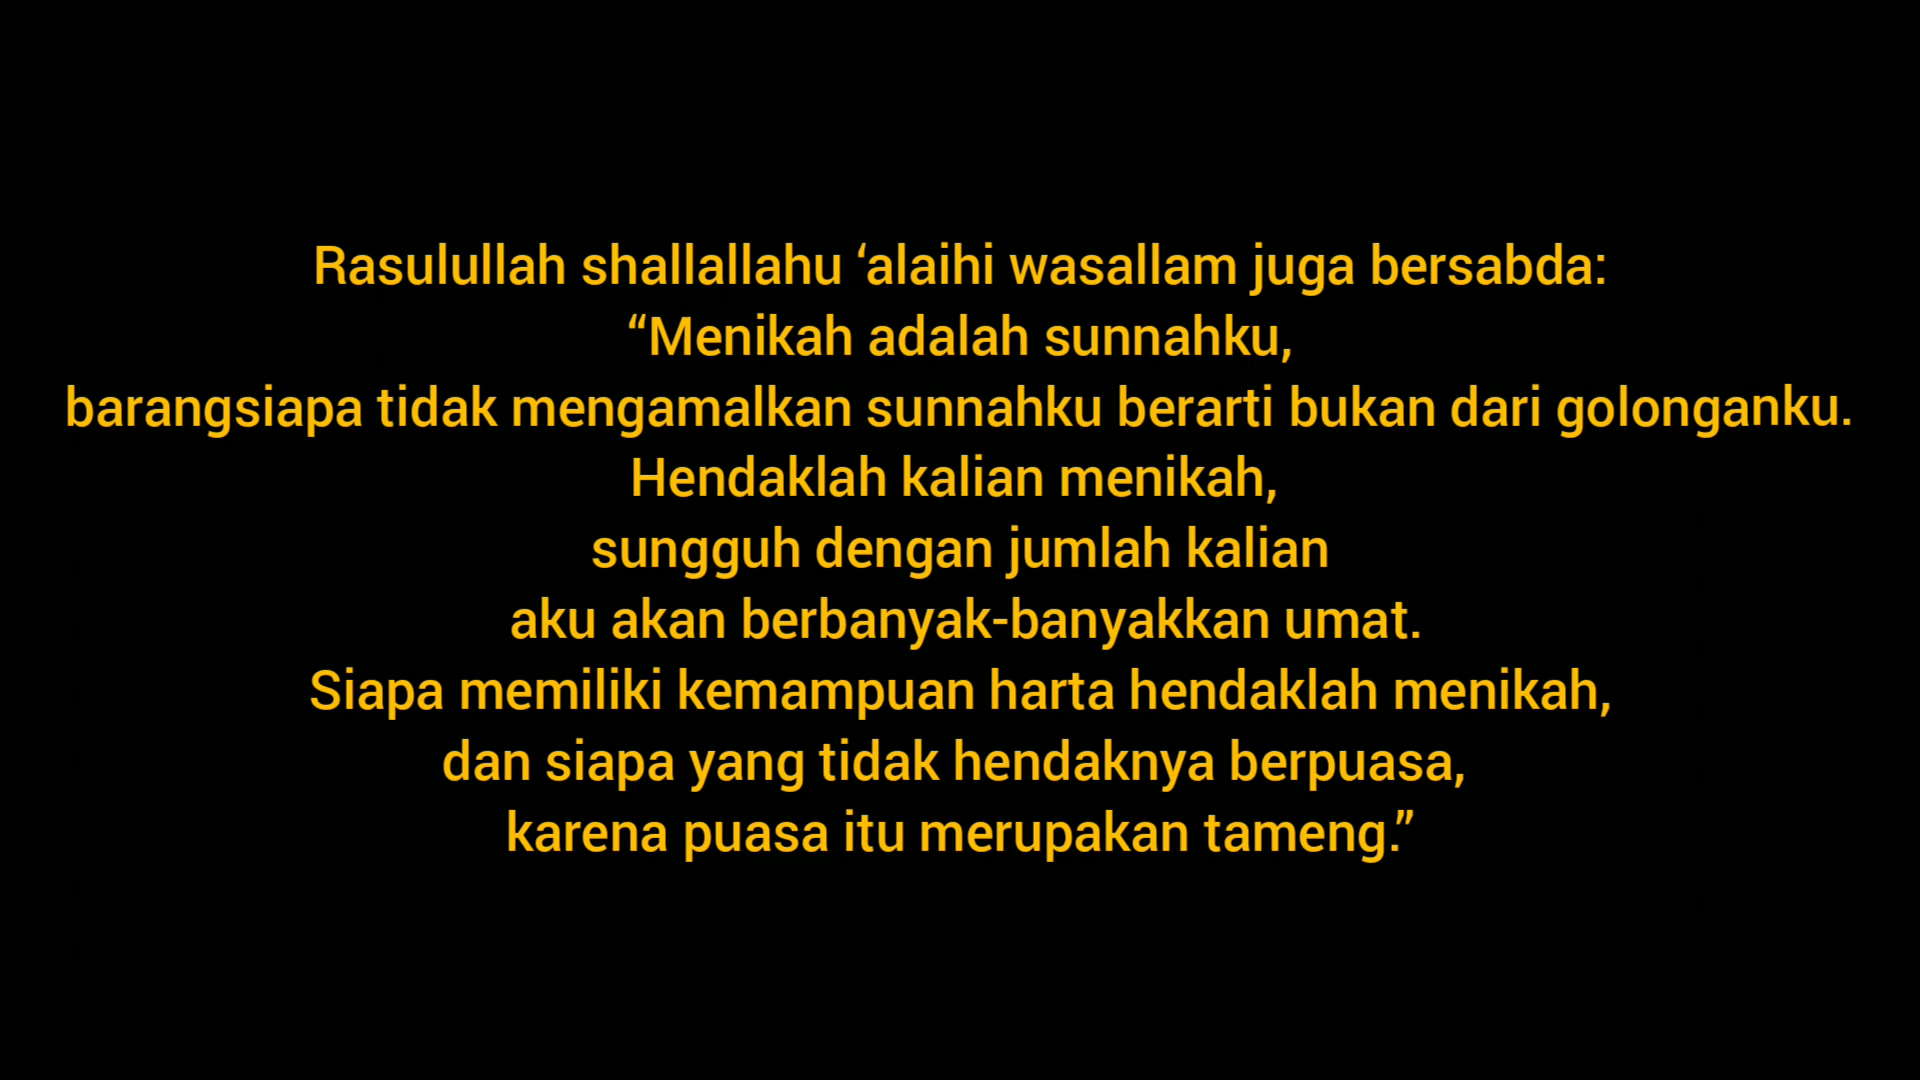 Rasulullah shallallahu ‘alaihi wasallam juga bersabda:
“Menikah adalah sunnahku,
barangsiapa tidak mengamalkan sunnahku berarti bukan dari golonganku.
Hendaklah kalian menikah,
sungguh dengan jumlah kalian
aku akan berbanyak-banyakkan umat.
Siapa memiliki kemampuan harta hendaklah menikah,
dan siapa yang tidak hendaknya berpuasa,
karena puasa itu merupakan tameng.”